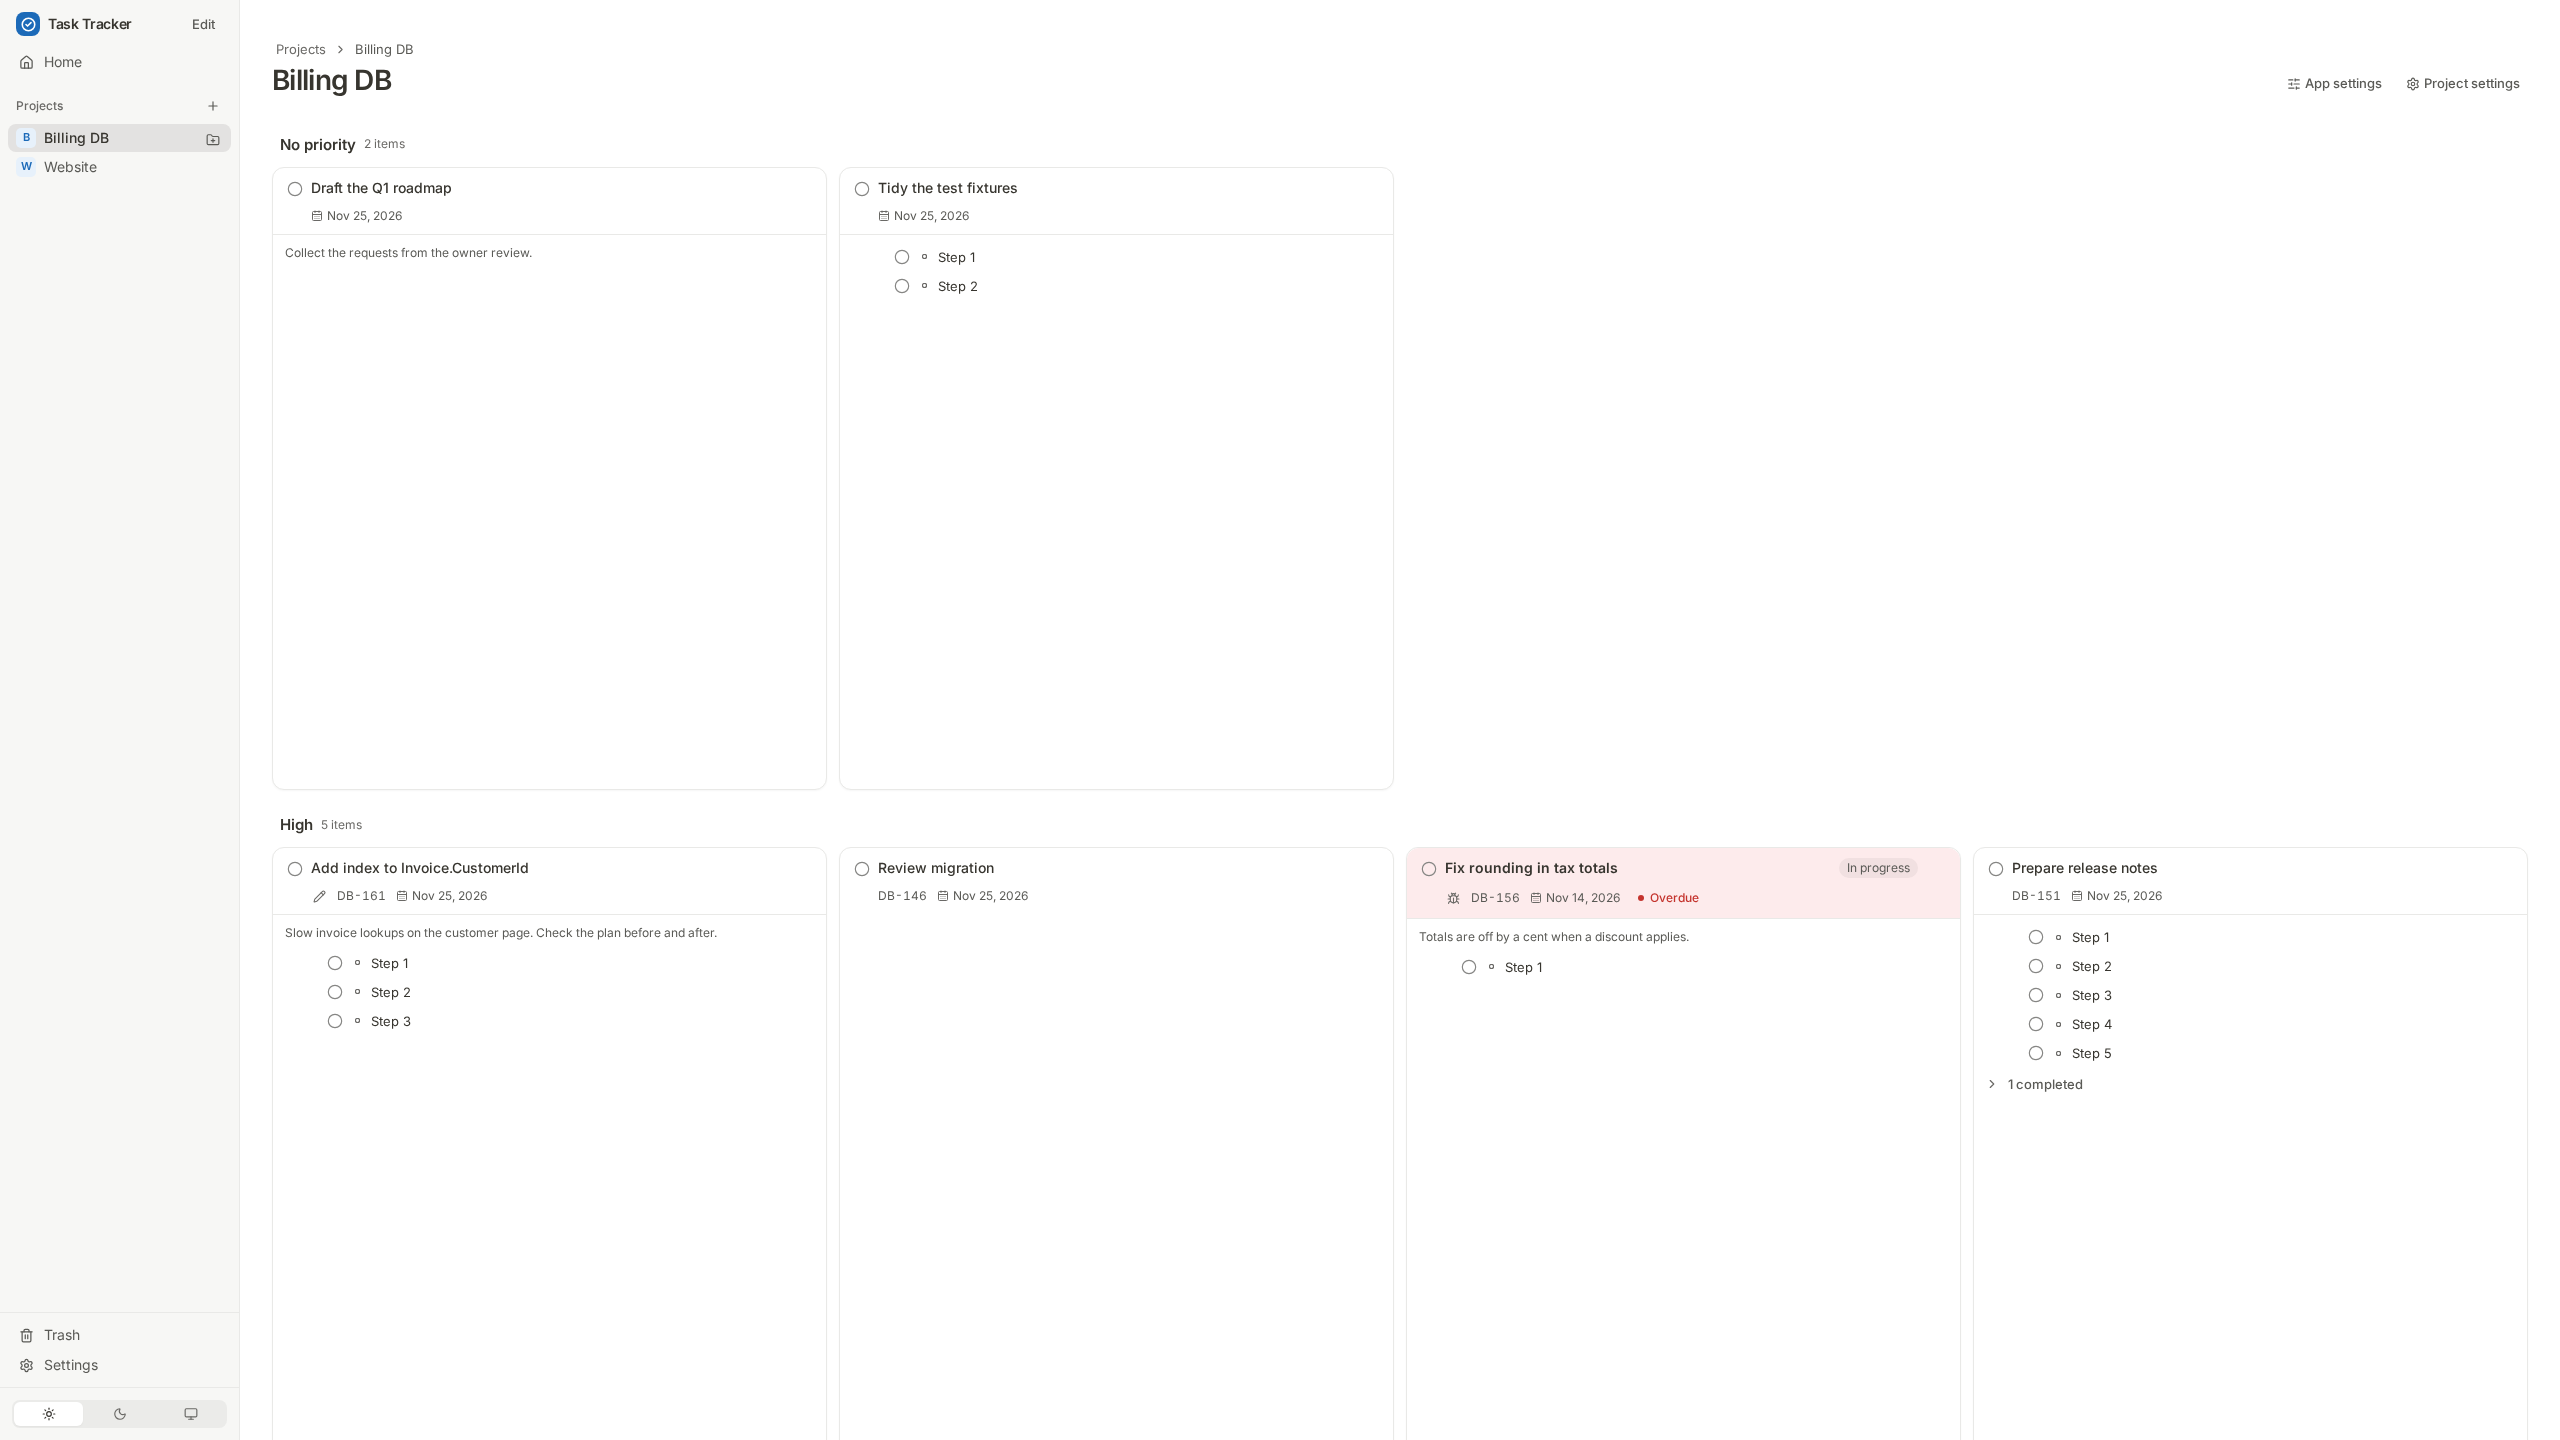 Task Tracker
Edit
Home
Projects
B Billing DB
W Website
Trash
Settings
Projects > Billing DB
Billing DB
App settings
Project settings
No priority 2 items
Draft the Q1 roadmap
Nov 25, 2026
Collect the requests from the owner review.
Tidy the test fixtures
Nov 25, 2026
Step 1
Step 2
High 5 items
Add index to Invoice.CustomerId
DB-161 Nov 25, 2026
Slow invoice lookups on the customer page. Check the plan before and after.
Step 1
Step 2
Step 3
Review migration
DB-146 Nov 25, 2026
Fix rounding in tax totals
In progress
DB-156 Nov 14, 2026 Overdue
Totals are off by a cent when a discount applies.
Step 1
Prepare release notes
DB-151 Nov 25, 2026
Step 1
Step 2
Step 3
Step 4
Step 5
1 completed